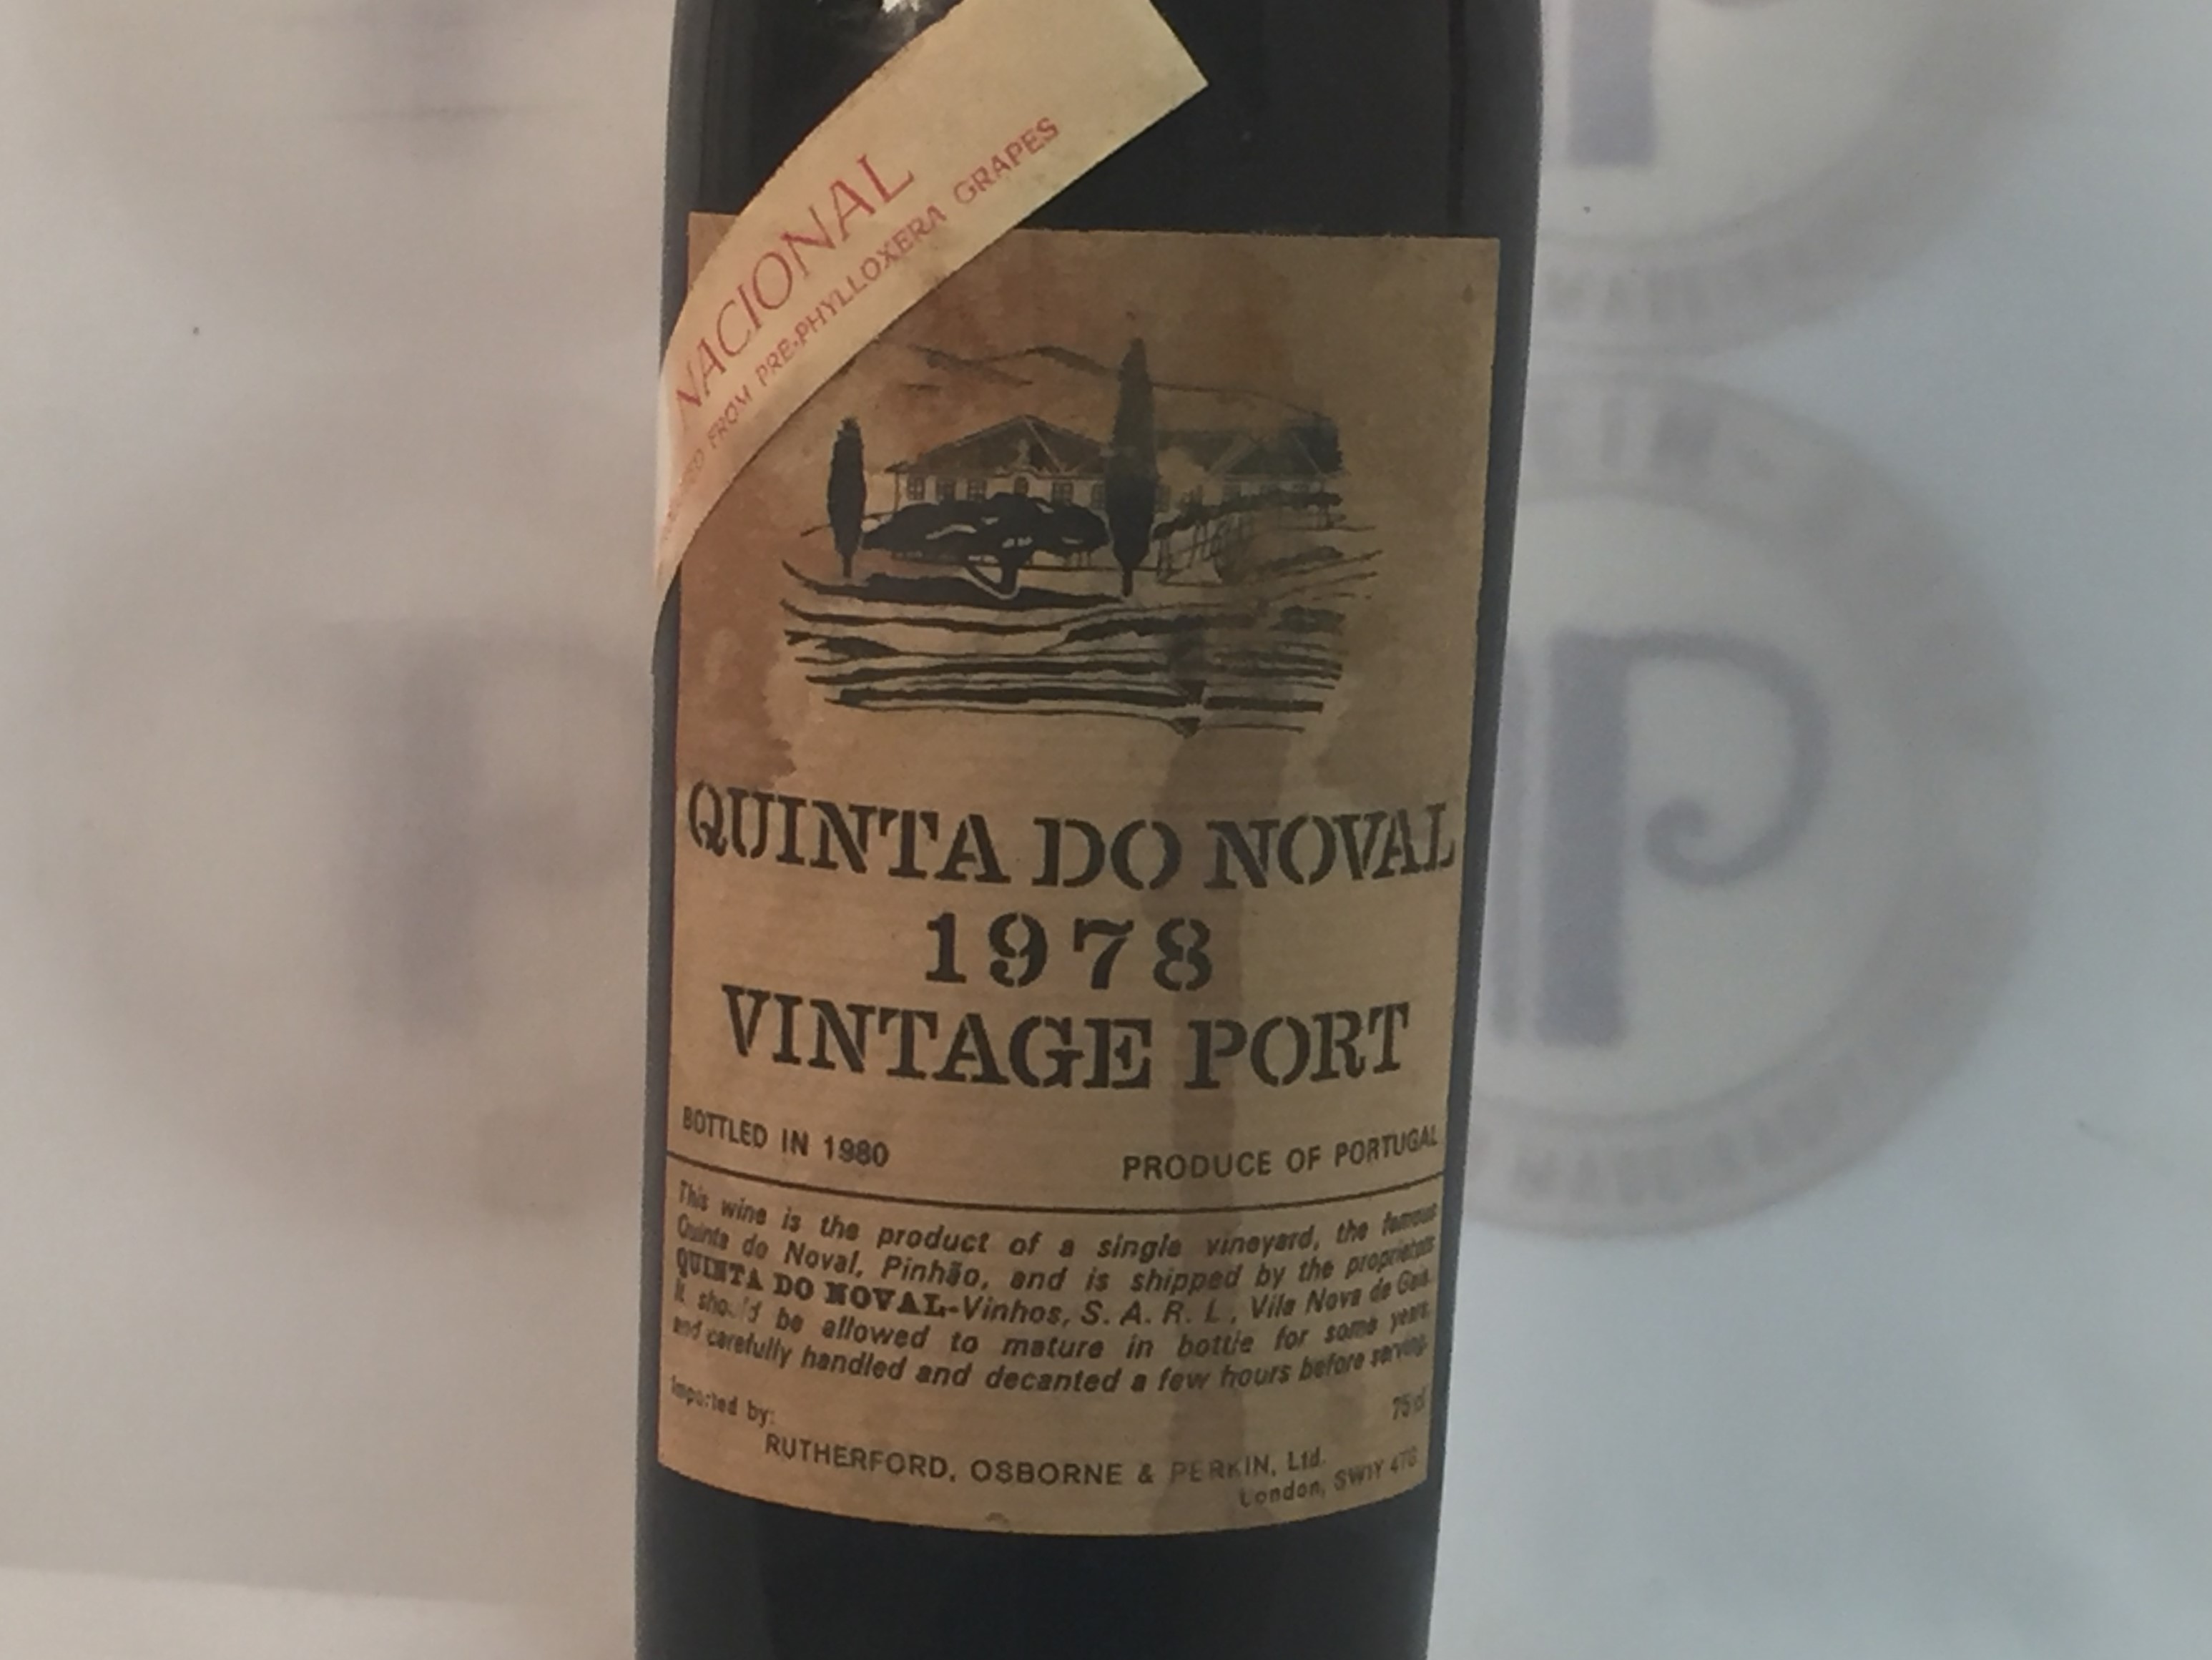 NACIONAL
FROM PRE-PHYLLOXERA GRAPES
QUINTA DO NOVAL
1978
VINTAGE PORT
BOTTLED IN 1980
PRODUCE OF PORTUGAL
This wine is the product of a single vineyard, the famous
Quinta do Noval, Pinhão, and is shipped by the proprietors
QUINTA DO NOVAL-Vinhos, S. A. R. L., Vila Nova de Gaia.
It should be allowed to mature in bottle for some years,
and carefully handled and decanted a few hours before serving.
Imported by:
75 cl
RUTHERFORD, OSBORNE & PERKIN, Ltd.
London, SW1Y
P
P